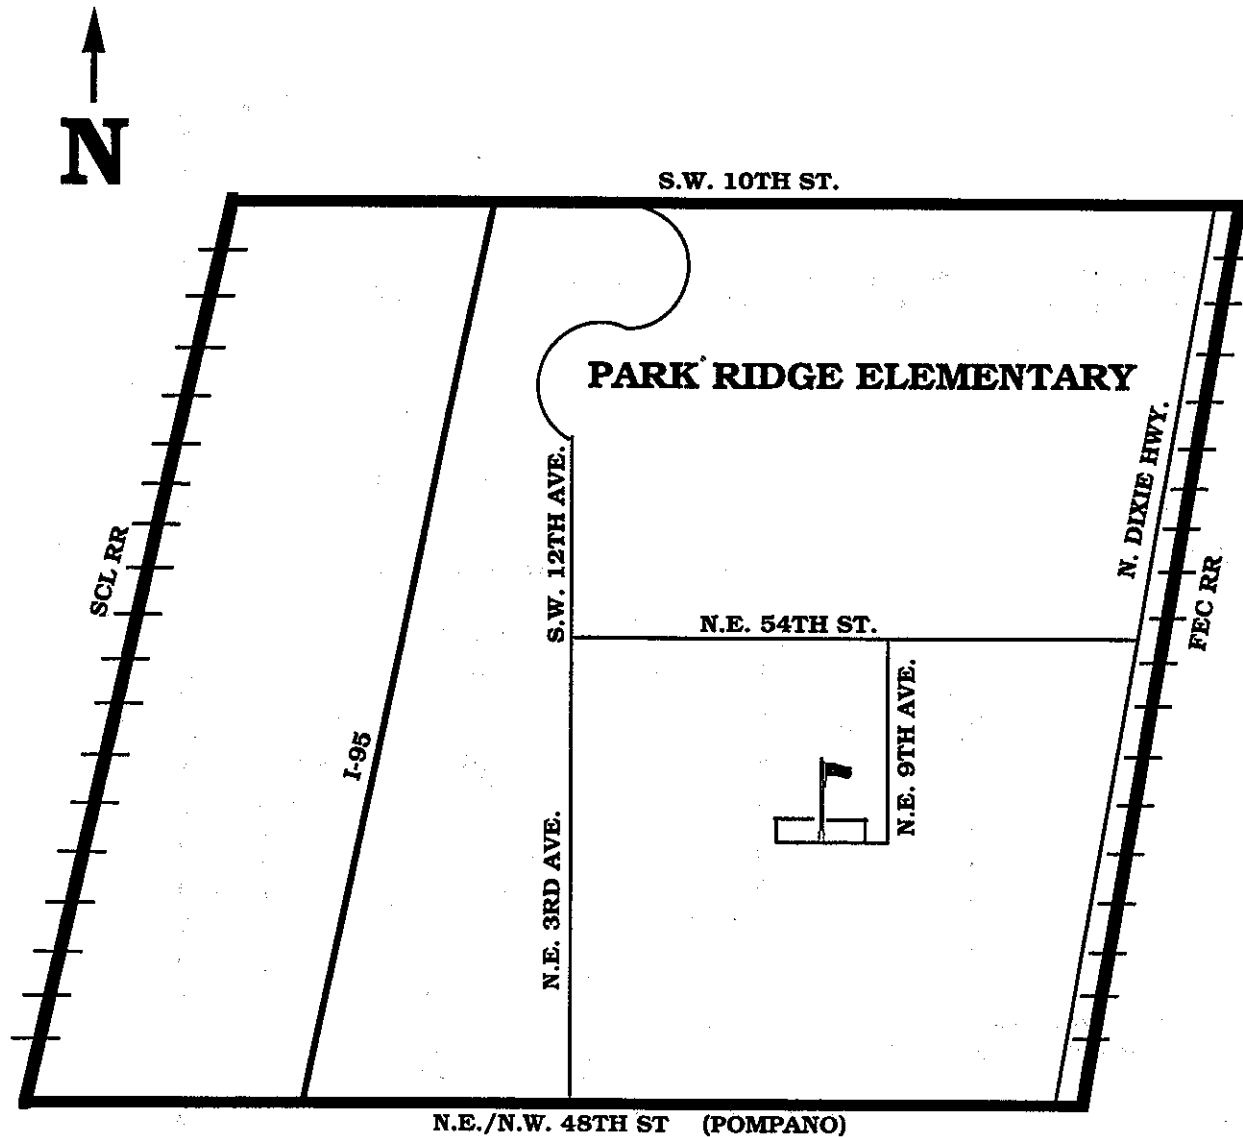 N
S.W. 10TH ST.
PARK RIDGE ELEMENTARY
S.W. 12TH AVE.
N. DIXIE HWY.
SCL RR
FEC RR
N.E. 54TH ST.
N.E. 9TH AVE.
I-95
N.E. 3RD AVE.
N.E./N.W. 48TH ST (POMPANO)